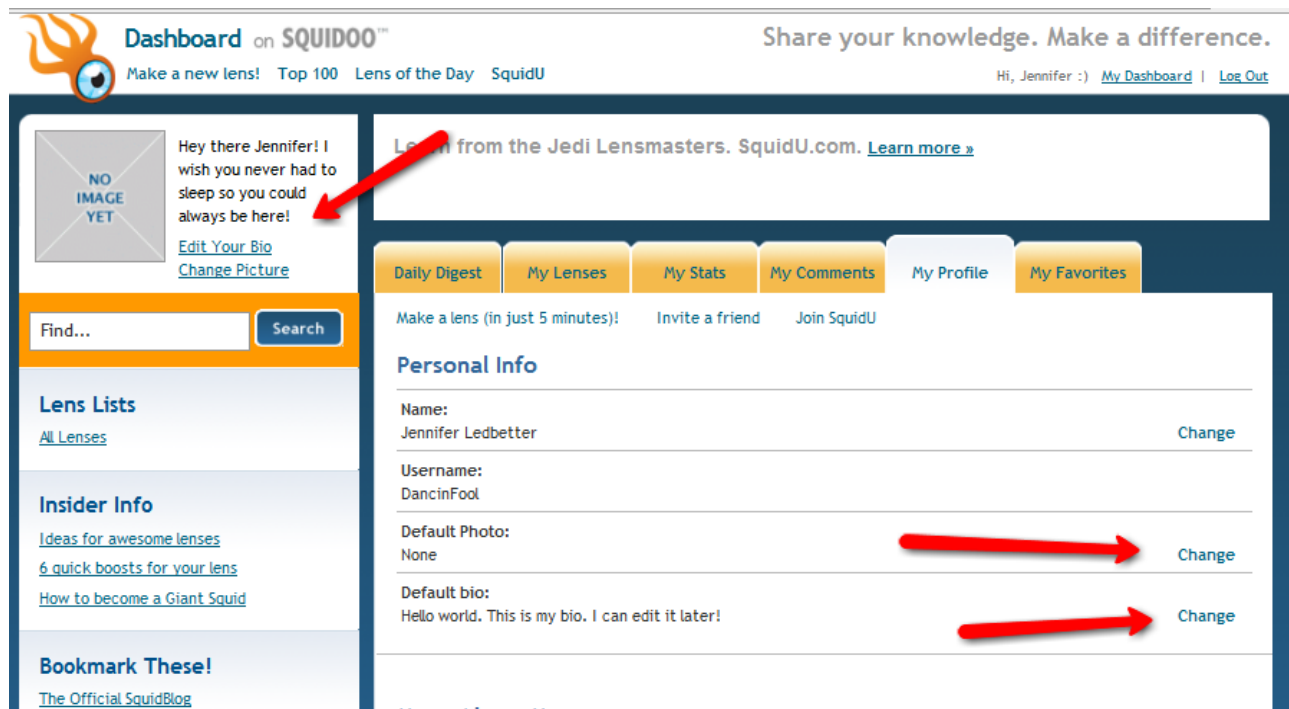 Dashboard on SQUIDOO™
Share your knowledge. Make a difference.
Make a new lens! Top 100 Lens of the Day SquidU
Hi, Jennifer :) My Dashboard | Log Out
NO
IMAGE
YET
Hey there Jennifer! I
wish you never had to
sleep so you could
always be here!
Edit Your Bio
Change Picture
Find...
Search
Lens Lists
All Lenses
Insider Info
Ideas for awesome lenses
6 quick boosts for your lens
How to become a Giant Squid
Bookmark These!
The Official SquidBlog
Learn from the Jedi Lensmasters. SquidU.com. Learn more »
Daily Digest
My Lenses
My Stats
My Comments
My Profile
My Favorites
Make a lens (in just 5 minutes)! Invite a friend Join SquidU
Personal Info
Name:
Jennifer Ledbetter
Change
Username:
DancinFool
Default Photo:
None
Change
Default bio:
Hello world. This is my bio. I can edit it later!
Change